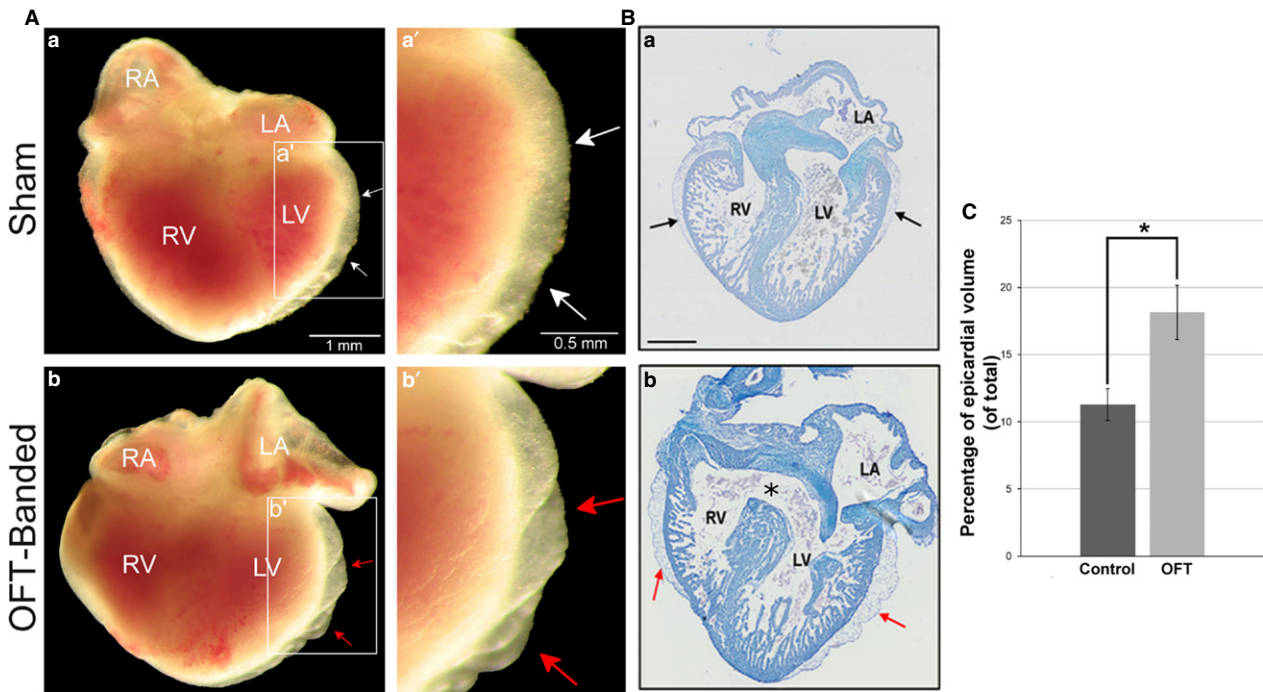 A
B
C
Sham
OFT-Banded
a
RA
LA
a'
RV
LV
1 mm
a′
0.5 mm
b
RA
LA
b'
RV
LV
b′
a
LA
RV
LV
b
LA
*
RV
LV
Percentage of epicardial volume
(of total)
25
20
15
10
5
0
*
Control
OFT